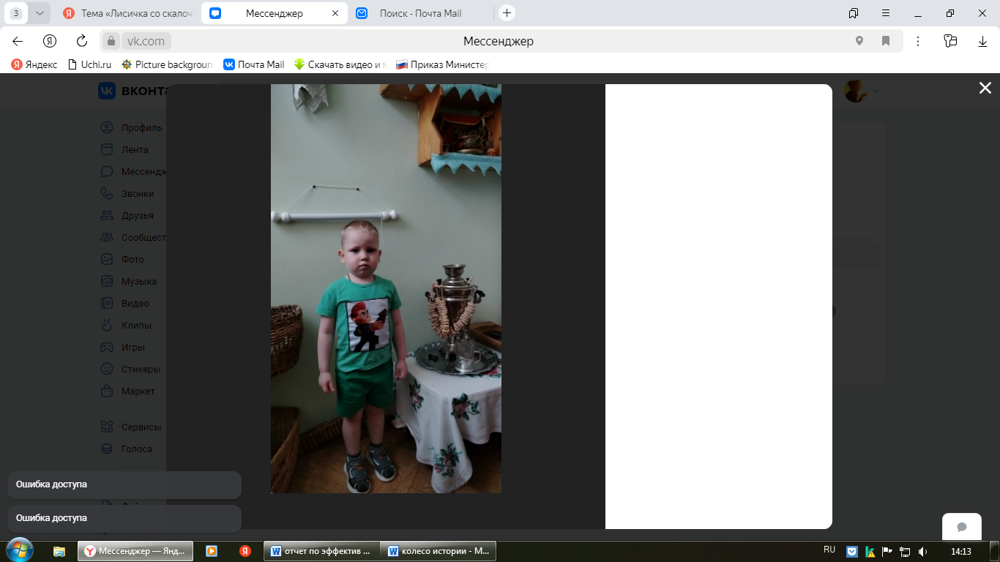 3
Тема «Лисичка со скалоч
Мессенджер
Поиск - Почта Mail
vk.com
Мессенджер
Яндекс
Uchi.ru
Picture backgroun
Почта Mail
Скачать видео и м
Приказ Министер
ВКОНТА
Профиль
Лента
Мессендж
Звонки
Друзья
Сообщест
Фото
Музыка
Видео
Клипы
Игры
Стикеры
Маркет
Сервисы
Голоса
Ошибка доступа
Ошибка доступа
Мессенджер — Янд...
отчет по эффектив ...
колесо истории - М...
RU
14:13